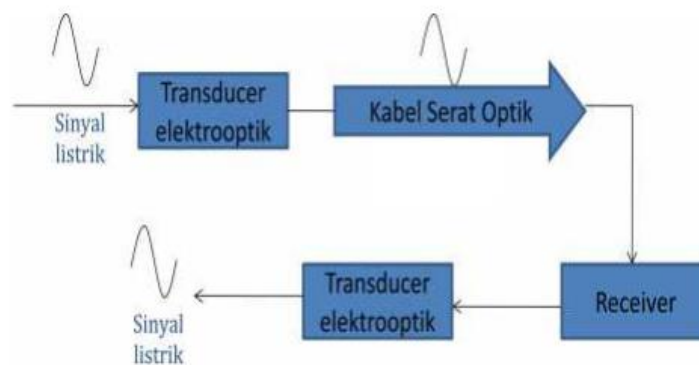 Sinyal
listrik
Transducer
elektrooptik
Kabel Serat Optik
Sinyal
listrik
Transducer
elektrooptik
Receiver